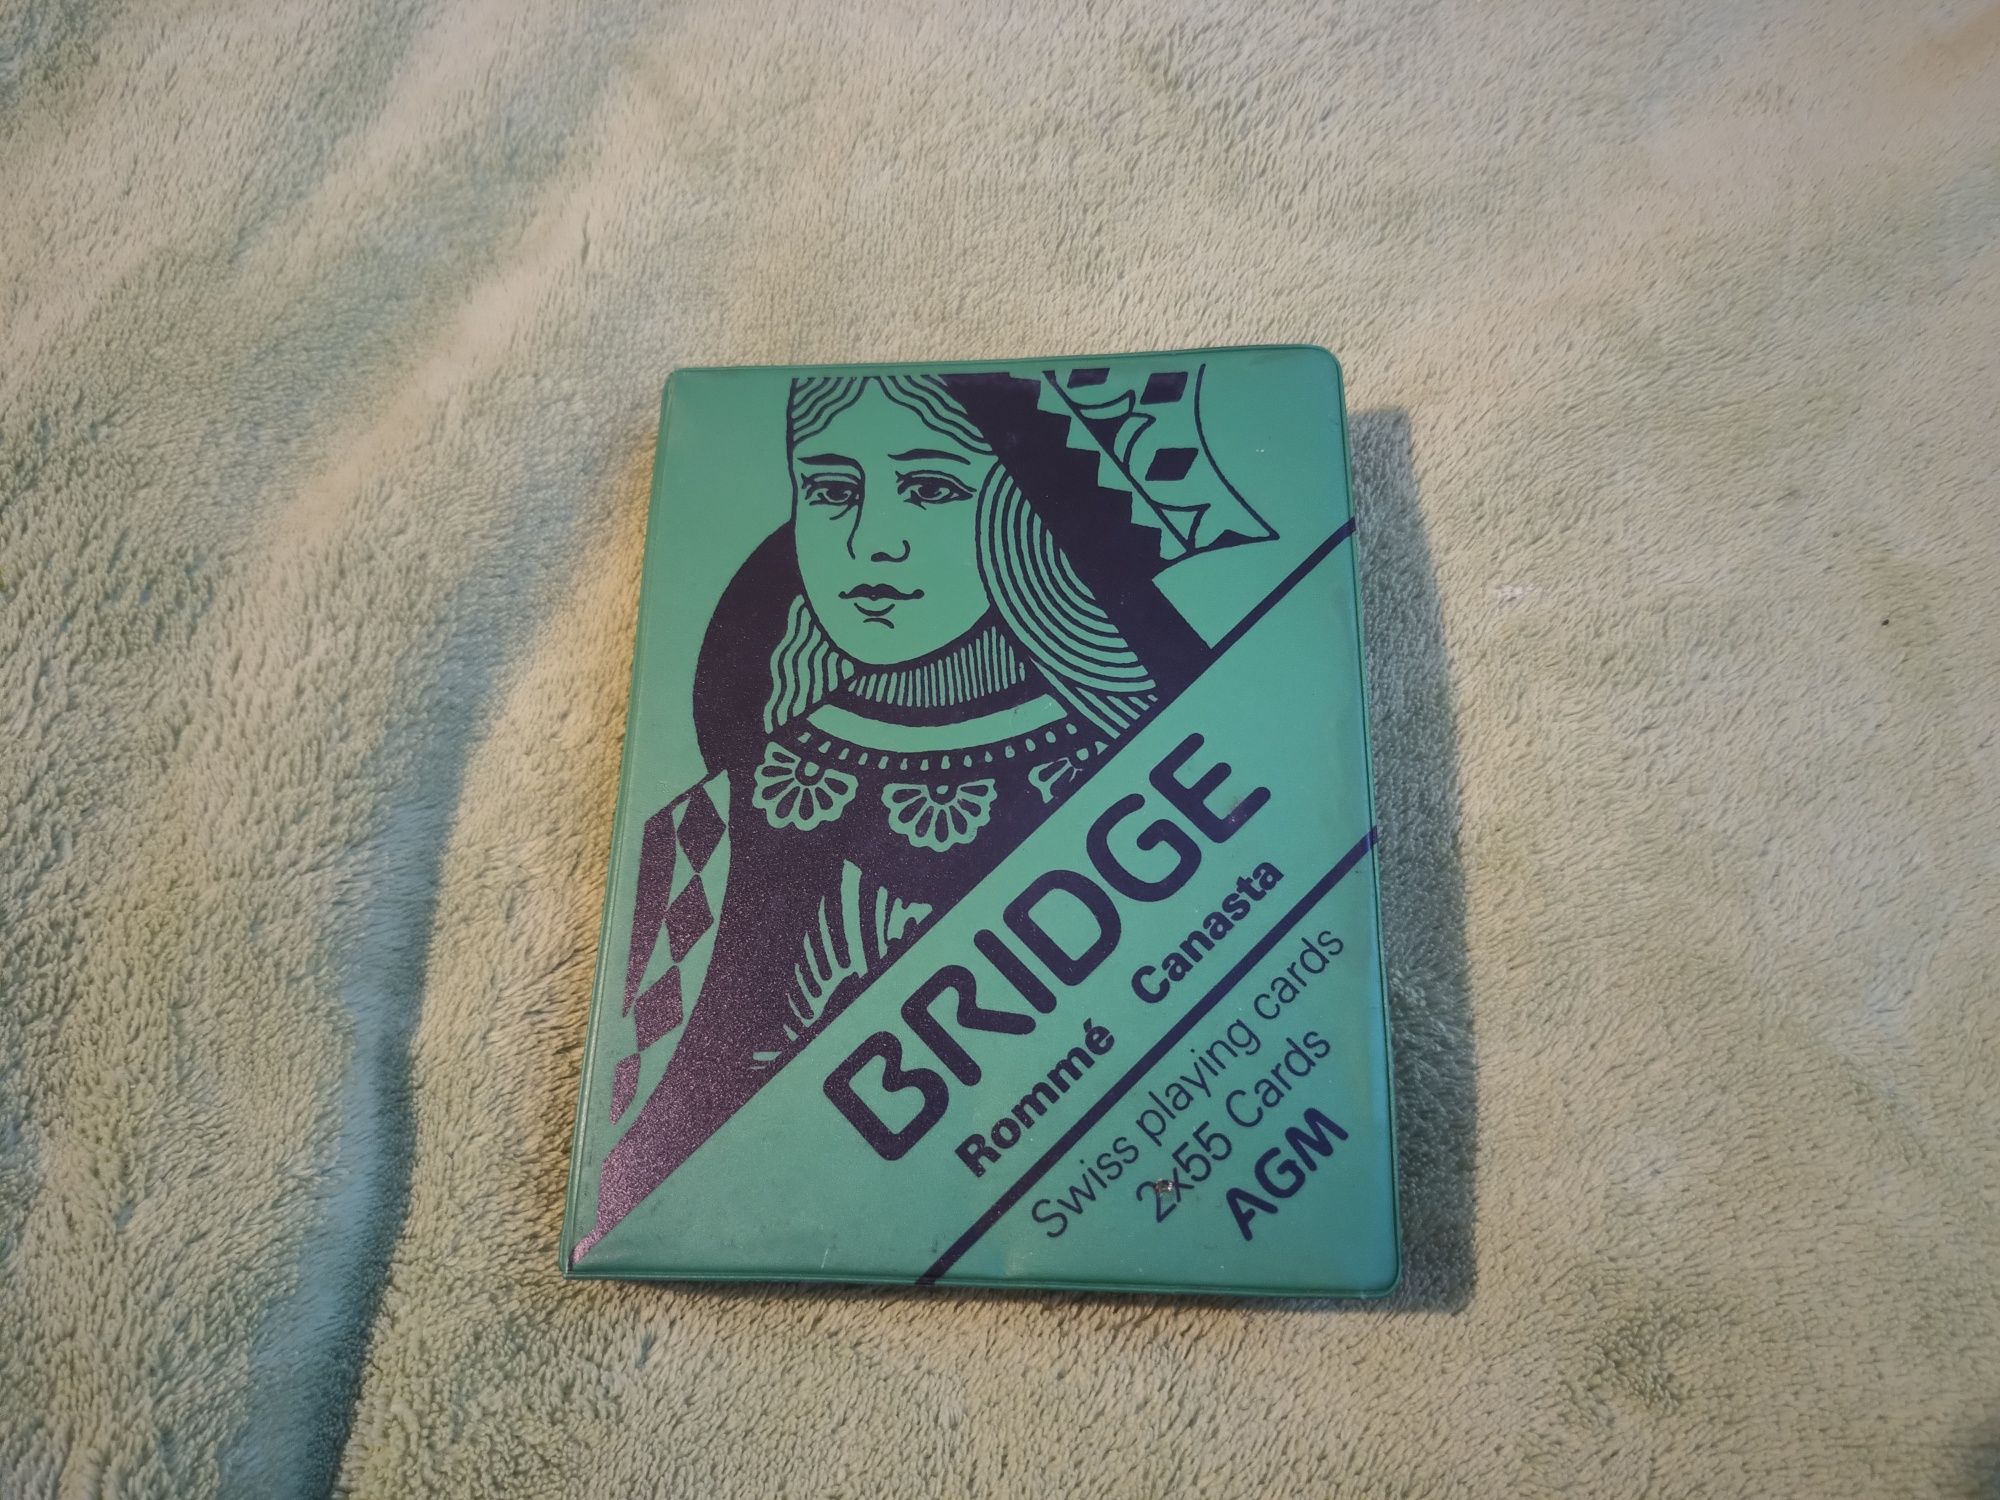 BRIDGE
Rommé Canasta
Swiss playing cards
2x55 Cards
AGM